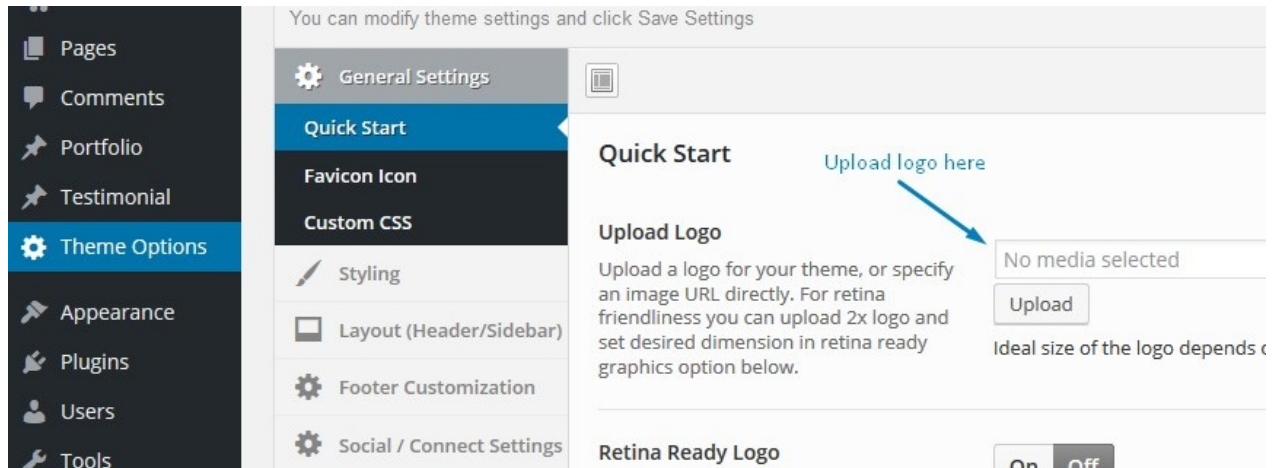 You can modify theme settings and click Save Settings
Pages
Comments
Portfolio
Testimonial
Theme Options
Appearance
Plugins
Users
Tools
General Settings
Quick Start
Favicon Icon
Custom CSS
Styling
Layout (Header/Sidebar)
Footer Customization
Social / Connect Settings
Quick Start
Upload logo here
Upload Logo
Upload a logo for your theme, or specify
an image URL directly. For retina
friendliness you can upload 2x logo and
set desired dimension in retina ready
graphics option below.
No media selected
Upload
Ideal size of the logo depends
Retina Ready Logo
On Off